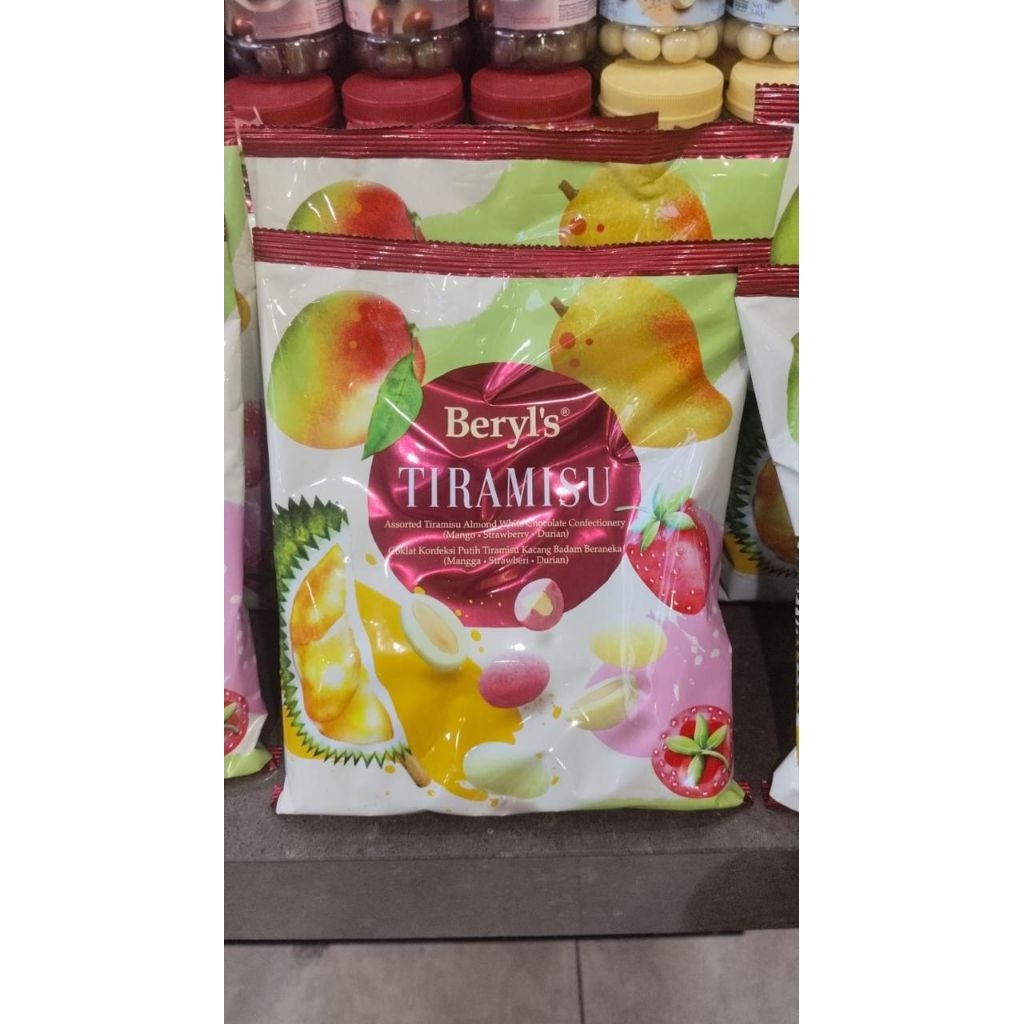 Beryl's®
TIRAMISU
Assorted Tiramisu Almond White Chocolate Confectionery
(Mango • Strawberry • Durian)
Coklat Konfeksi Putih Tiramisu Kacang Badam Beraneka
(Mangga • Strawberi • Durian)